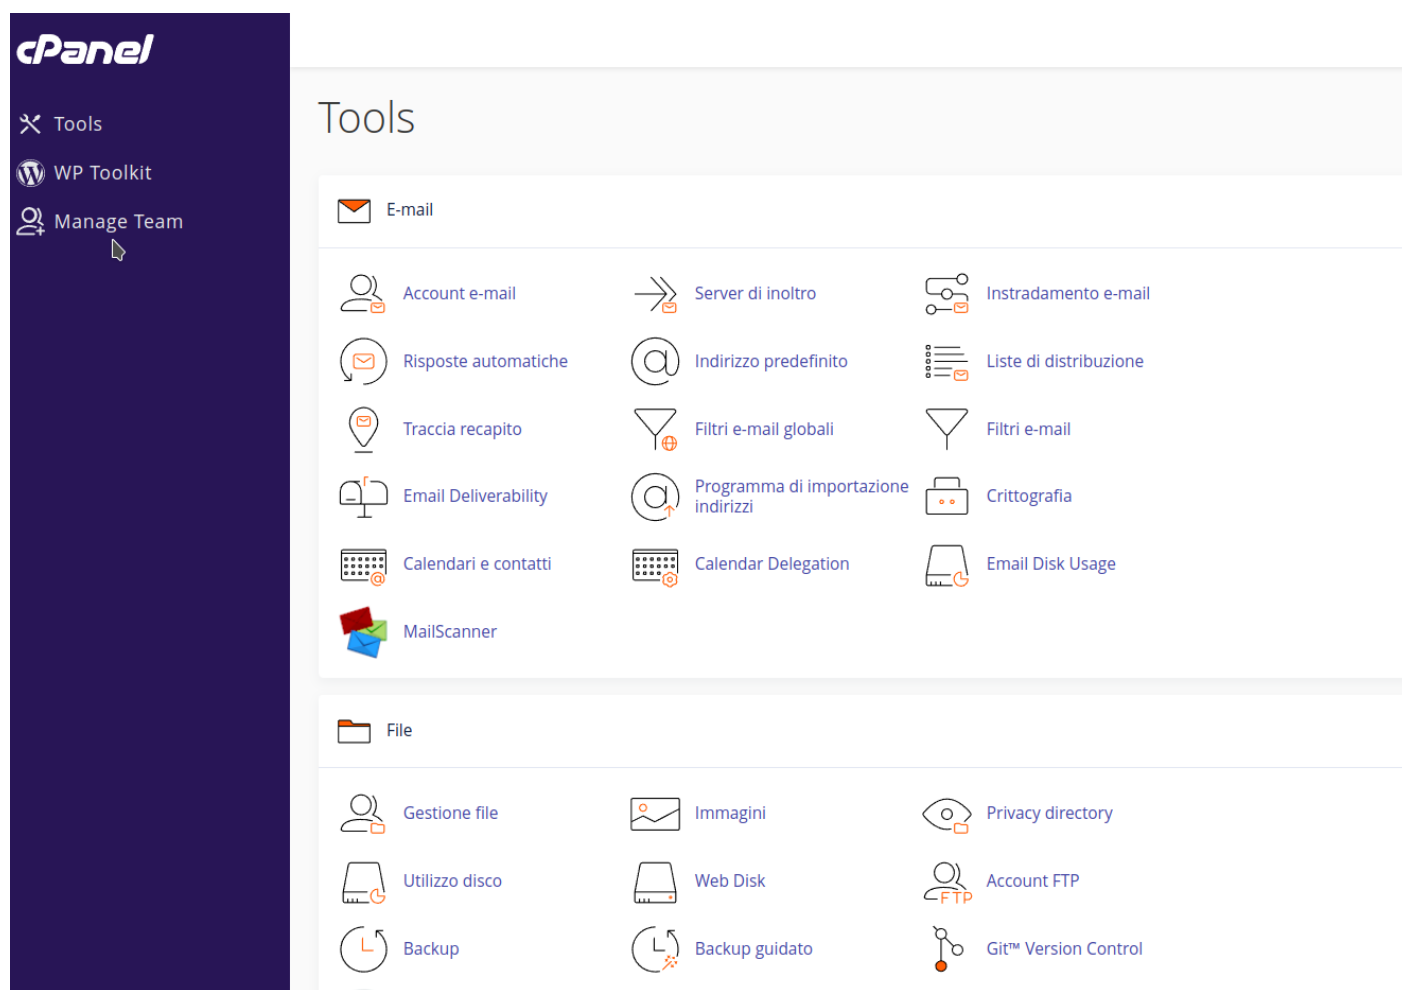 cPanel
Tools
WP Toolkit
Manage Team
Tools
E-mail
Account e-mail
Server di inoltro
Instradamento e-mail
Risposte automatiche
Indirizzo predefinito
Liste di distribuzione
Traccia recapito
Filtri e-mail globali
Filtri e-mail
Email Deliverability
Programma di importazione
indirizzi
Crittografia
Calendari e contatti
Calendar Delegation
Email Disk Usage
MailScanner
File
Gestione file
Immagini
Privacy directory
Utilizzo disco
Web Disk
FTP
Account FTP
Backup
Backup guidato
Git™ Version Control